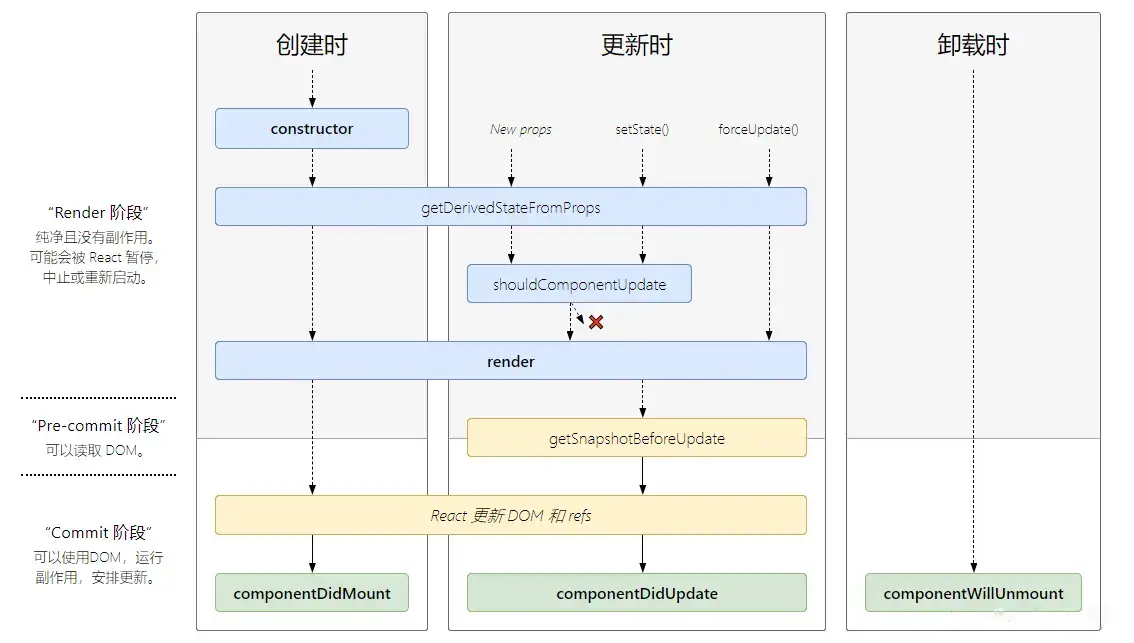 创建时
更新时
卸载时
constructor
New props
setState()
forceUpdate()
getDerivedStateFromProps
“Render 阶段”
纯净且没有副作用。
可能会被 React 暂停，
中止或重新启动。
shouldComponentUpdate
render
“Pre-commit 阶段”
可以读取 DOM。
getSnapshotBeforeUpdate
React 更新 DOM 和 refs
“Commit 阶段”
可以使用DOM，运行
副作用，安排更新。
componentDidMount
componentDidUpdate
componentWillUnmount